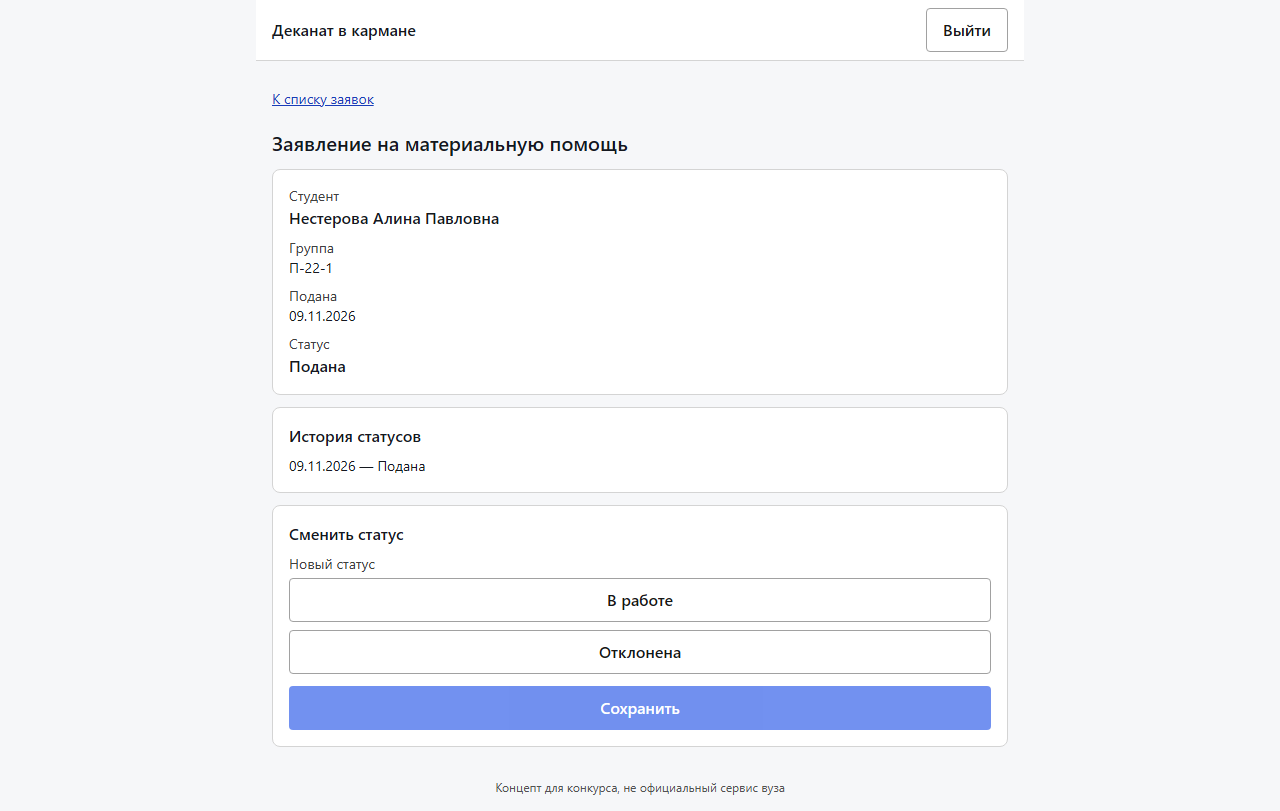 Деканат в кармане
Выйти
К списку заявок
Заявление на материальную помощь
Студент
Нестерова Алина Павловна
Группа
П-22-1
Подана
09.11.2026
Статус
Подана
История статусов
09.11.2026 — Подана
Сменить статус
Новый статус
В работе
Отклонена
Сохранить
Концепт для конкурса, не официальный сервис вуза